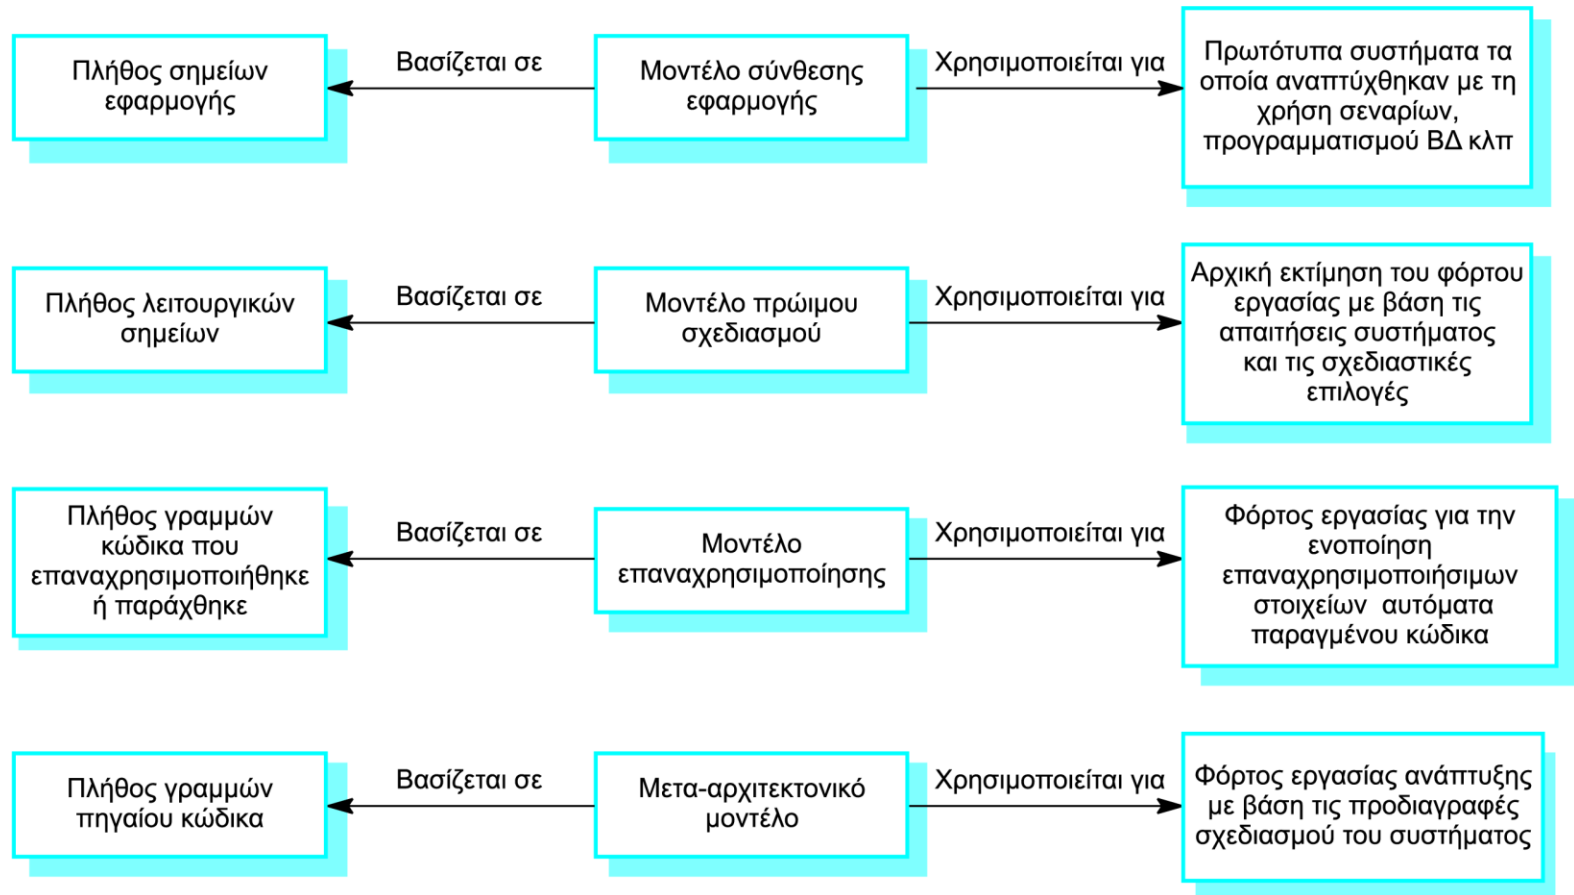 Πλήθος σημείων
εφαρμογής
Βασίζεται σε
Μοντέλο σύνθεσης
εφαρμογής
Χρησιμοποιείται για
Πρωτότυπα συστήματα τα
οποία αναπτύχθηκαν με τη
χρήση σεναρίων,
προγραμματισμού ΒΔ κλπ
Πλήθος λειτουργικών
σημείων
Βασίζεται σε
Μοντέλο πρώιμου
σχεδιασμού
Χρησιμοποιείται για
Αρχική εκτίμηση του φόρτου
εργασίας με βάση τις
απαιτήσεις συστήματος
και τις σχεδιαστικές
επιλογές
Πλήθος γραμμών
κώδικα που
επαναχρησιμοποιήθηκε
ή παράχθηκε
Βασίζεται σε
Μοντέλο
επαναχρησιμοποίησης
Χρησιμοποιείται για
Φόρτος εργασίας για την
ενοποίηση
επαναχρησιμοποιήσιμων
στοιχείων αυτόματα
παραγμένου κώδικα
Πλήθος γραμμών
πηγαίου κώδικα
Βασίζεται σε
Μετα-αρχιτεκτονικό
μοντέλο
Χρησιμοποιείται για
Φόρτος εργασίας ανάπτυξης
με βάση τις προδιαγραφές
σχεδιασμού του συστήματος